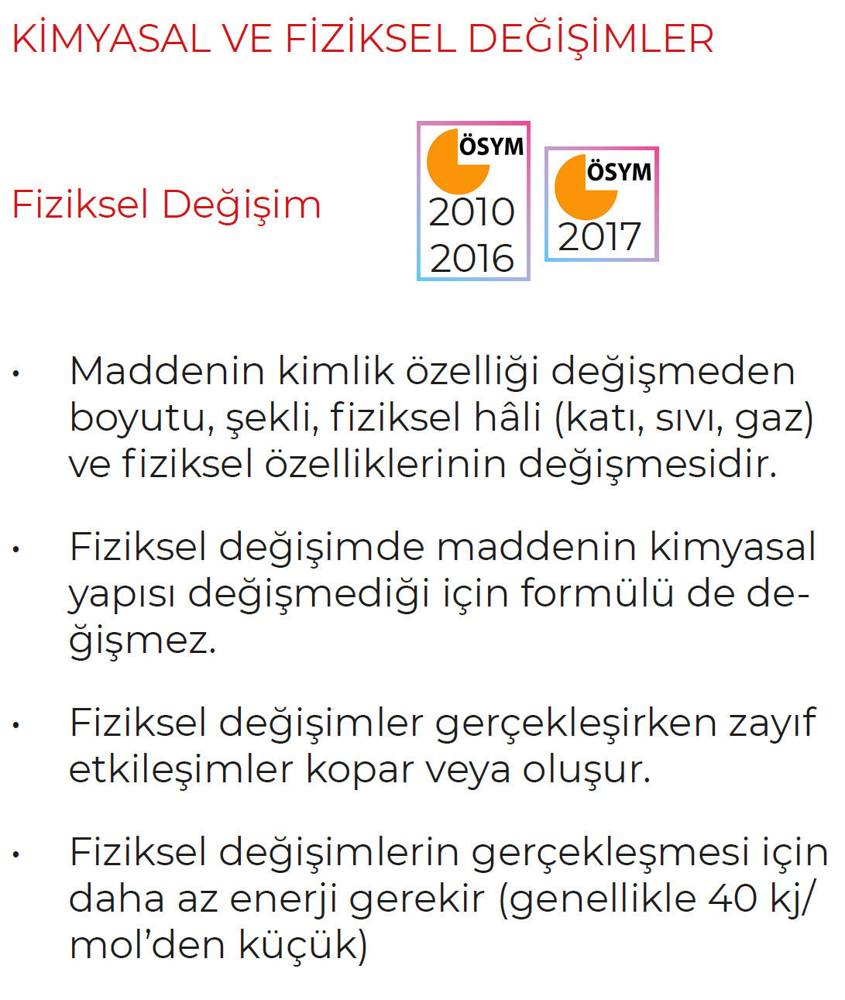 KİMYASAL VE FİZİKSEL DEĞİŞİMLER
Fiziksel Değişim
ÖSYM
2010
2016
ÖSYM
2017
• Maddenin kimlik özelliği değişmeden
boyutu, şekli, fiziksel hâli (katı, sıvı, gaz)
ve fiziksel özelliklerinin değişmesidir.
• Fiziksel değişimde maddenin kimyasal
yapısı değişmediği için formülü de de-
ğişmez.
• Fiziksel değişimler gerçekleşirken zayıf
etkileşimler kopar veya oluşur.
• Fiziksel değişimlerin gerçekleşmesi için
daha az enerji gerekir (genellikle 40 kj/
mol’den küçük)